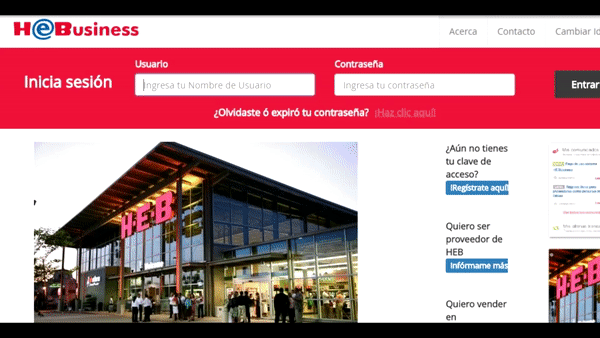 HeBusiness
Acerca
Contacto
Cambiar Id
Inicia sesión
Usuario
Ingresa tu Nombre de Usuario
Contraseña
Ingresa tu contraseña
Entrar
¿Olvidaste ó expiró tu contraseña? ¡Haz clic aquí!
H-E-B
¿Aún no tienes
tu clave de
acceso?
¡Regístrate aquí!
Quiero ser
proveedor de
HEB
Infórmame más
Quiero vender
en